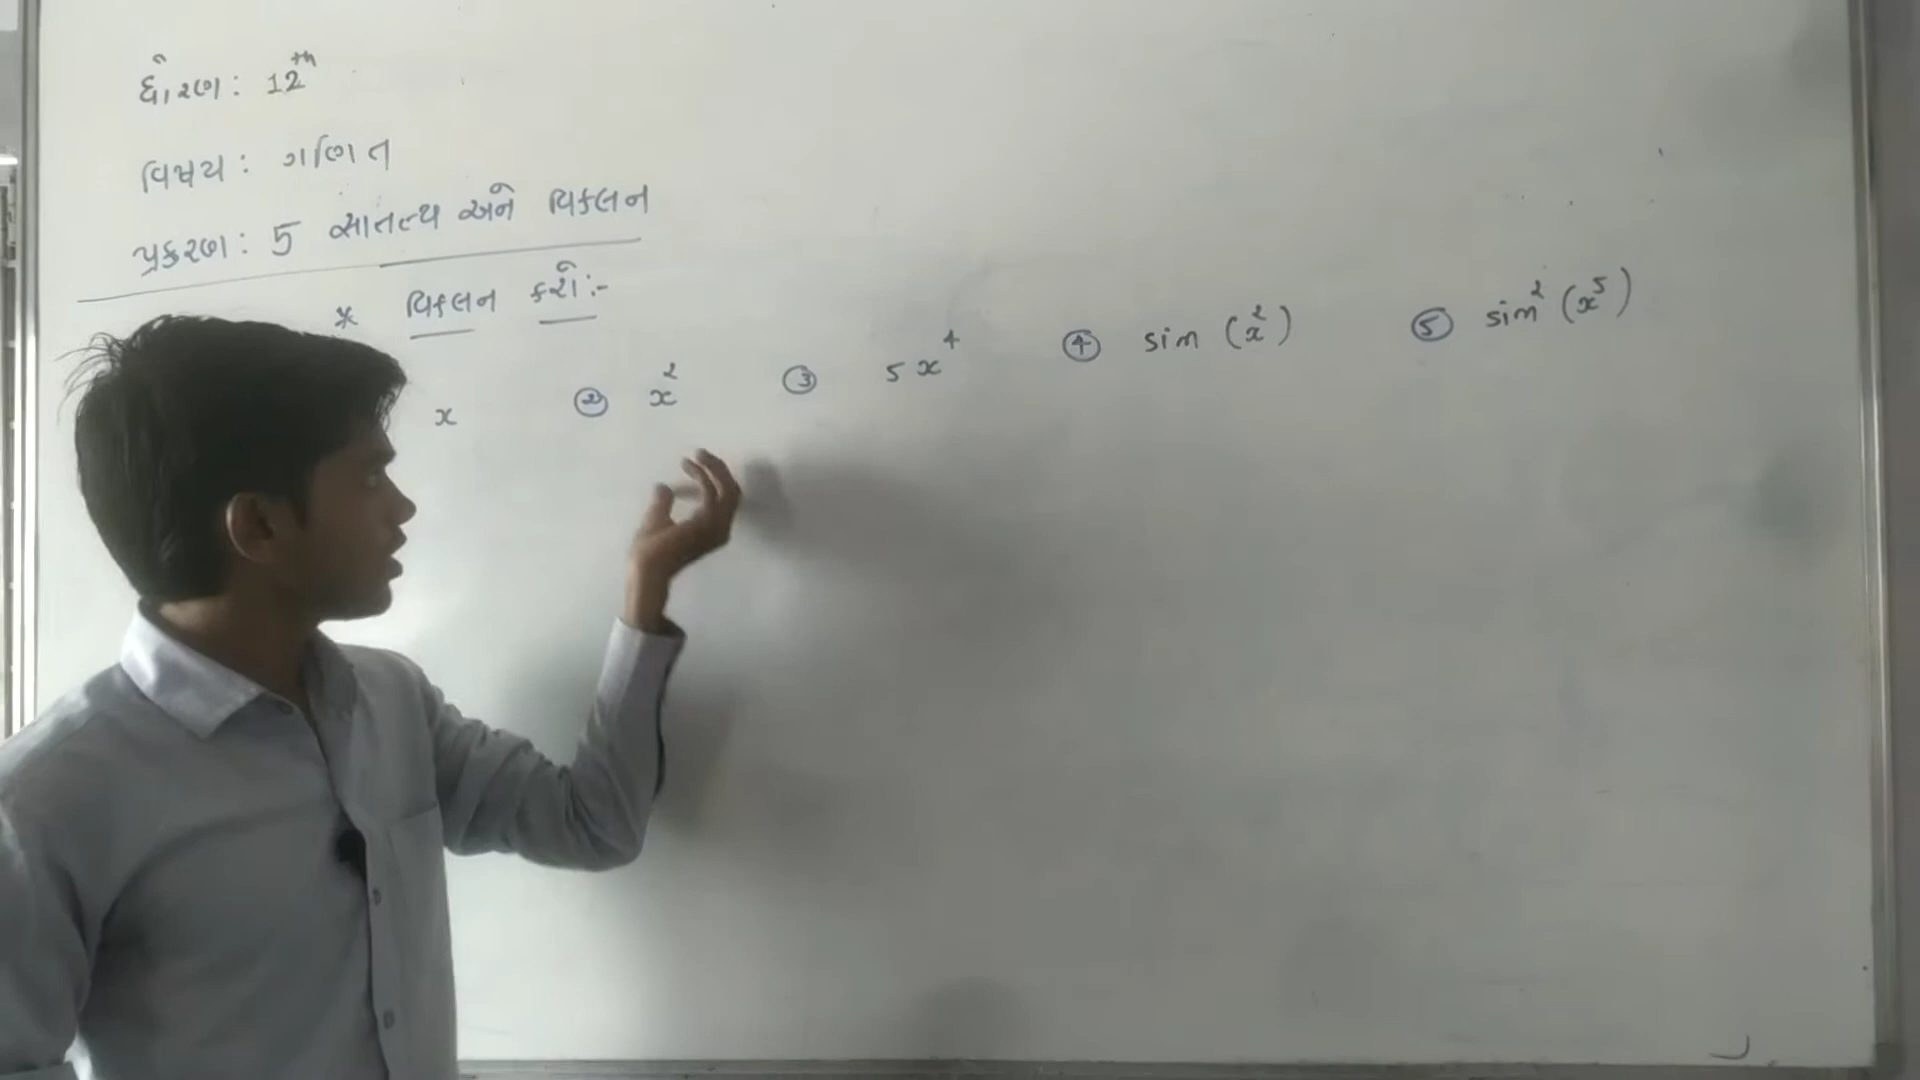 ધોરણ: 12th
વિષય: ગણિત
પ્રકરણ: 5 સાતત્ય અને વિકલન
* વિકલન કરો:-
x ② x² ③ 5x⁴ ④ sin (x²) ⑤ sin² (x⁵)